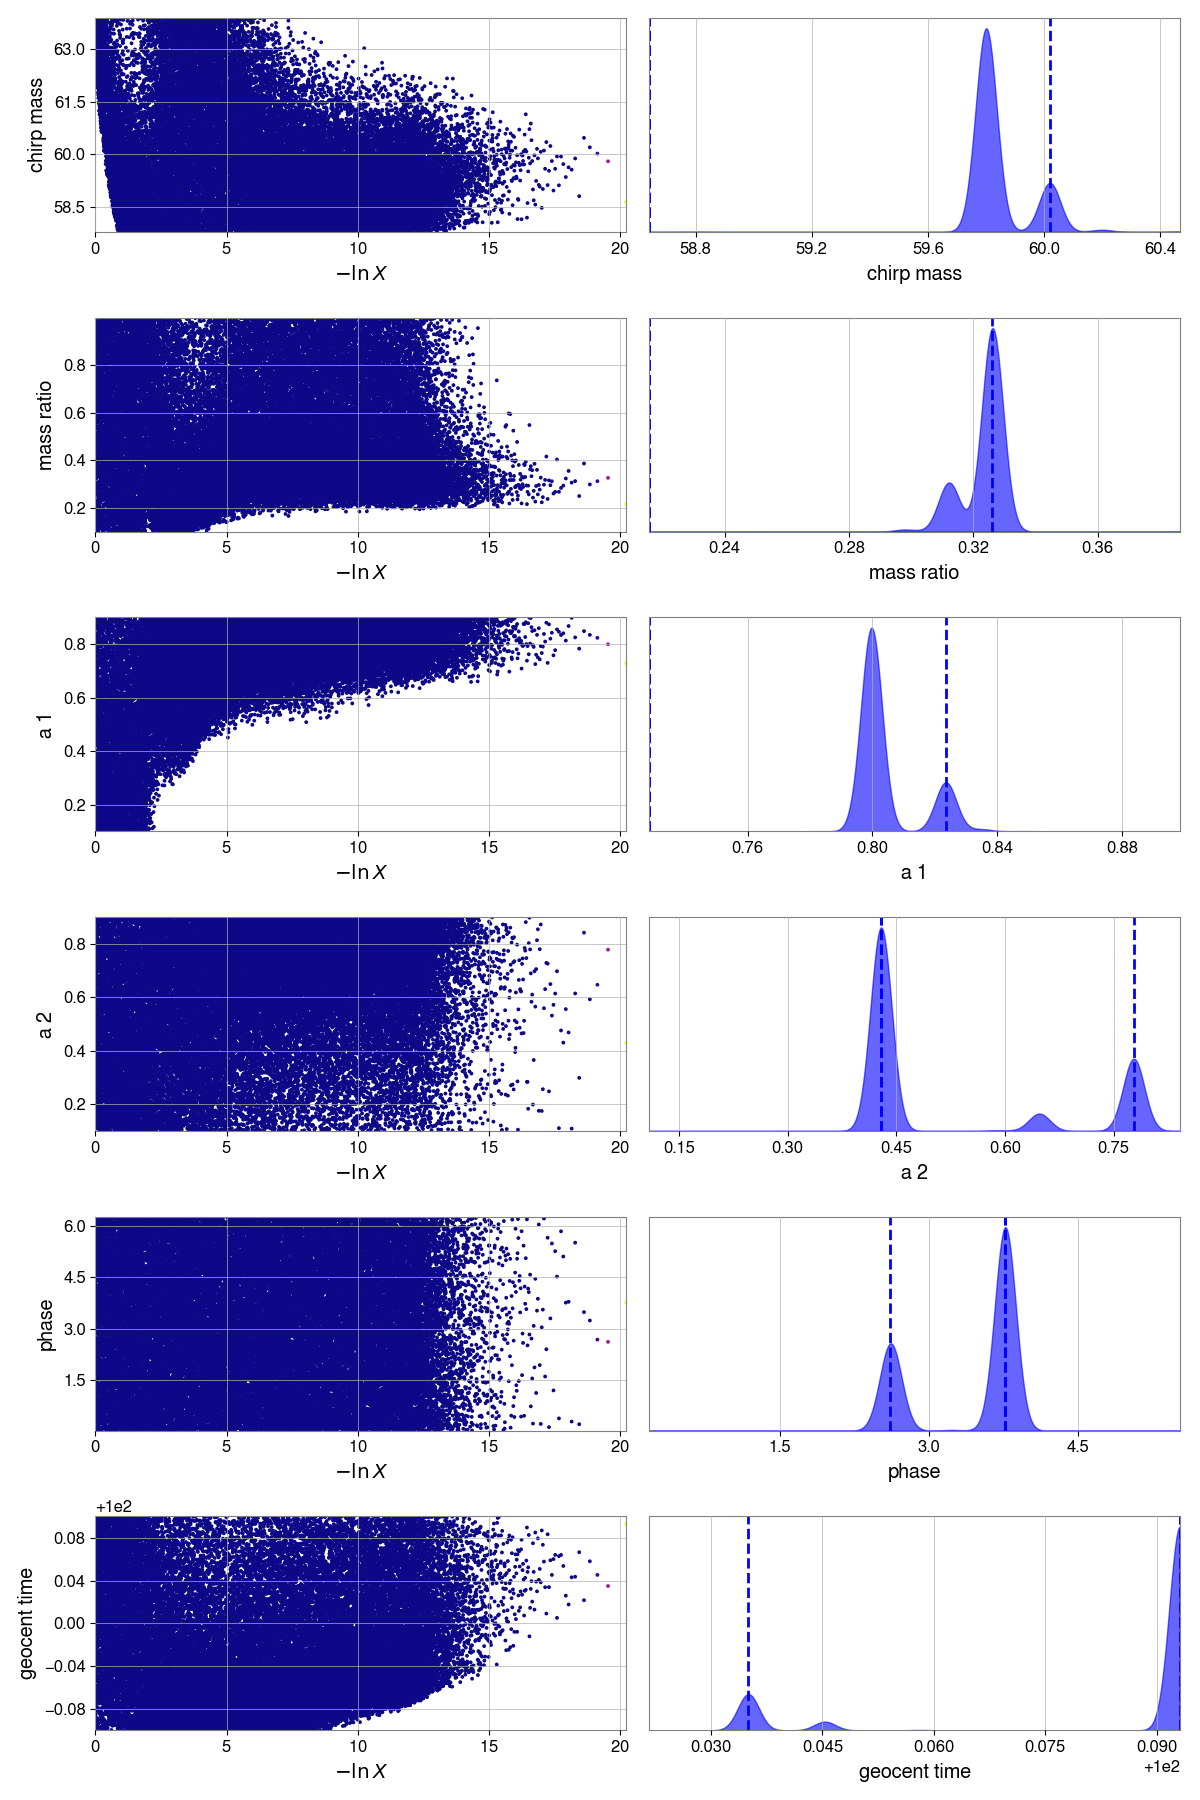 63.0
61.5
60.0
58.5
chirp mass
0 5 10 15 20
−ln X
58.8 59.2 59.6 60.0 60.4
chirp mass
0.8
0.6
0.4
0.2
mass ratio
0 5 10 15 20
−ln X
0.24 0.28 0.32 0.36
mass ratio
0.8
0.6
0.4
0.2
a 1
0 5 10 15 20
−ln X
0.76 0.80 0.84 0.88
a 1
0.8
0.6
0.4
0.2
a 2
0 5 10 15 20
−ln X
0.15 0.30 0.45 0.60 0.75
a 2
6.0
4.5
3.0
1.5
phase
0 5 10 15 20
−ln X
1.5 3.0 4.5
phase
+1e2
0.08
0.04
0.00
−0.04
−0.08
geocent time
0 5 10 15 20
−ln X
0.030 0.045 0.060 0.075 0.090
+1e2
geocent time